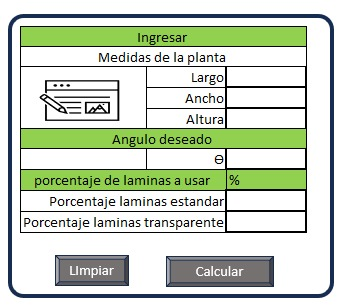 Ingresar
Medidas de la planta
Largo
Ancho
Altura
Angulo deseado
ϴ
porcentaje de laminas a usar %
Porcentaje laminas estandar
Porcentaje laminas transparente
LImpiar
Calcular